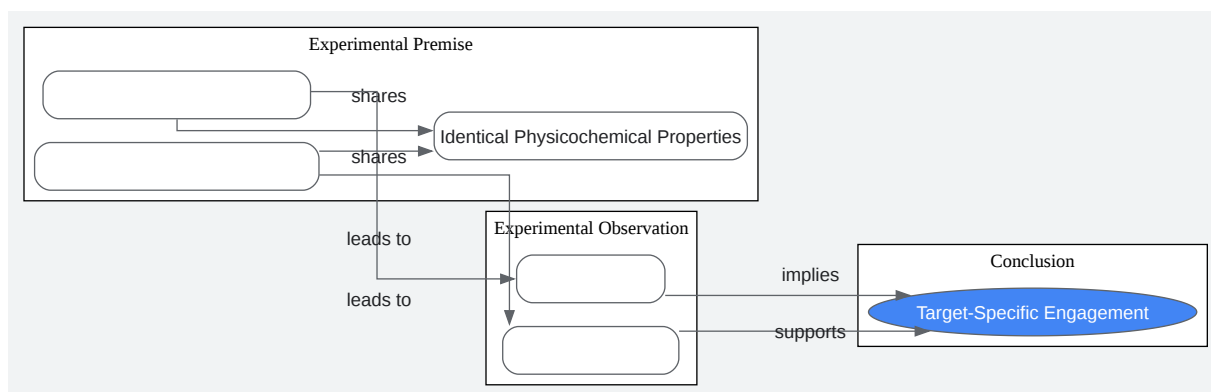 Experimental Premise
shares
Identical Physicochemical Properties
shares
Experimental Observation
leads to
leads to
implies
supports
Conclusion
Target-Specific Engagement